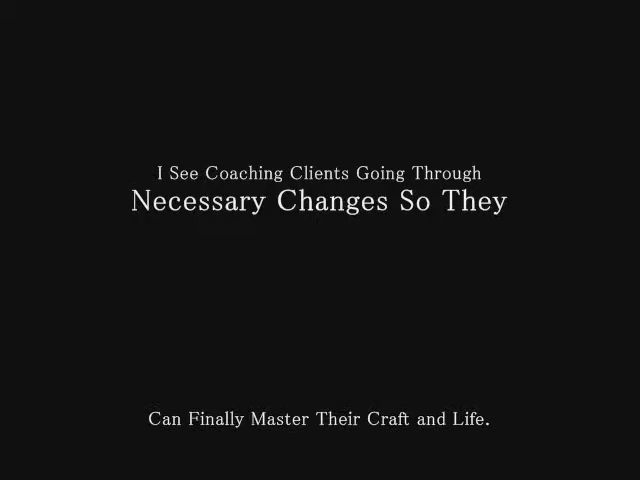 I See Coaching Clients Going Through
Necessary Changes So They
Can Finally Master Their Craft and Life.